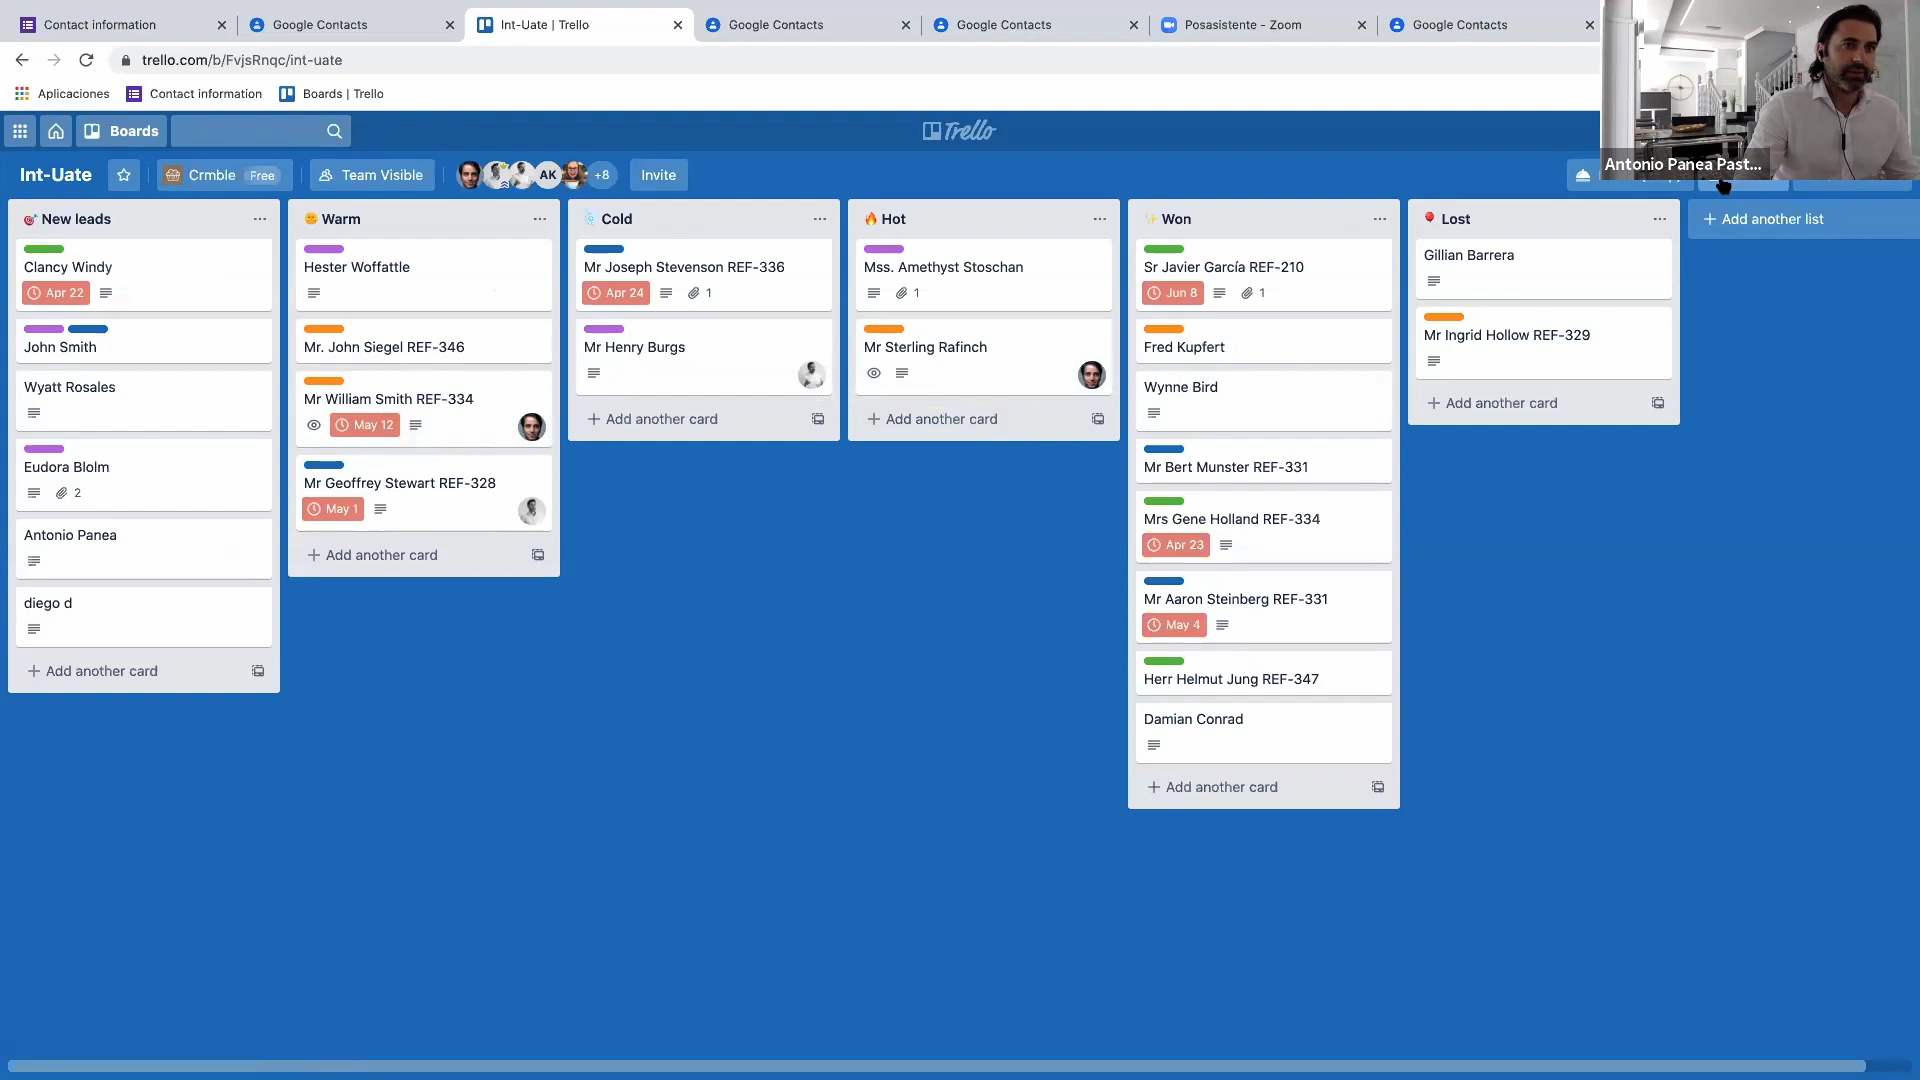 Contact information
Google Contacts
Int-Uate | Trello
Google Contacts
Google Contacts
Posasistente - Zoom
Google Contacts
trello.com/b/FvjsRnqc/int-uate
Aplicaciones
Contact information
Boards | Trello
Boards
Trello
Antonio Panea Past...
Int-Uate
Crmble Free
Team Visible
AK
+8
Invite
New leads
Clancy Windy
Apr 22
John Smith
Wyatt Rosales
Eudora Blolm
2
Antonio Panea
diego d
+ Add another card
Warm
Hester Woffattle
Mr. John Siegel REF-346
Mr William Smith REF-334
May 12
Mr Geoffrey Stewart REF-328
May 1
+ Add another card
Cold
Mr Joseph Stevenson REF-336
Apr 24
1
Mr Henry Burgs
+ Add another card
Hot
Mss. Amethyst Stoschan
1
Mr Sterling Rafinch
+ Add another card
Won
Sr Javier García REF-210
Jun 8
1
Fred Kupfert
Wynne Bird
Mr Bert Munster REF-331
Mrs Gene Holland REF-334
Apr 23
Mr Aaron Steinberg REF-331
May 4
Herr Helmut Jung REF-347
Damian Conrad
+ Add another card
Lost
Gillian Barrera
Mr Ingrid Hollow REF-329
+ Add another card
+ Add another list